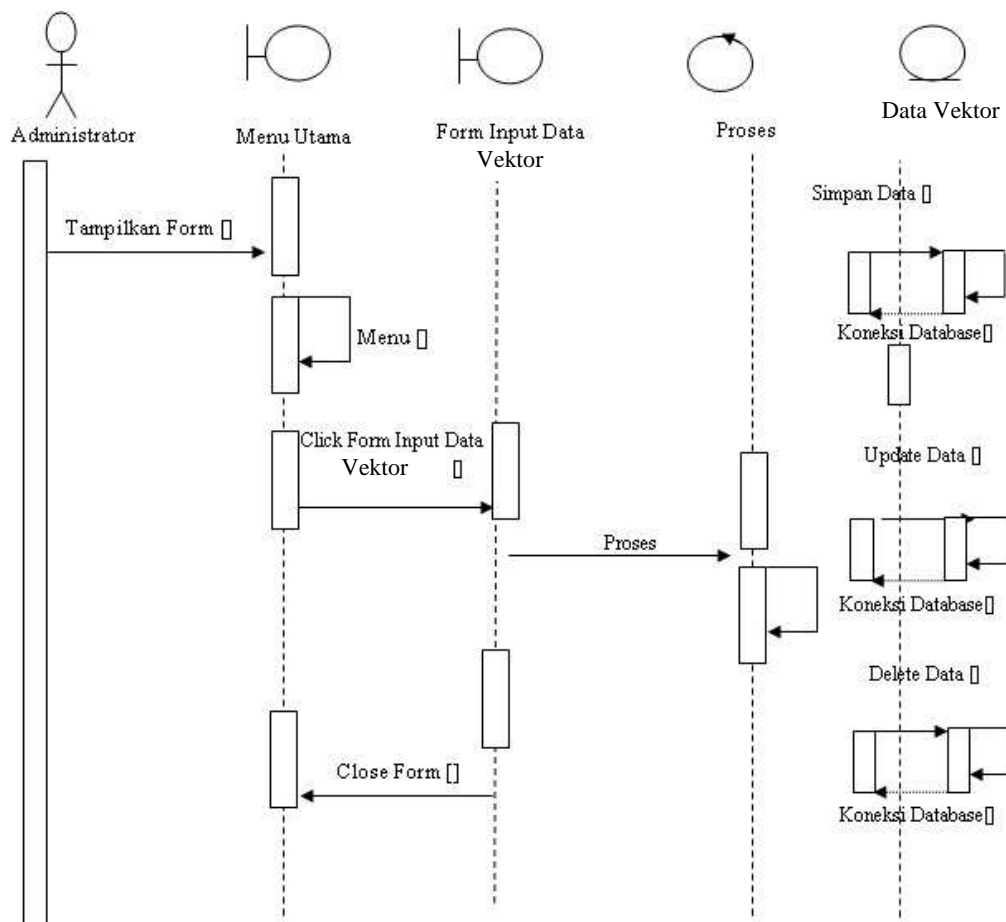 Administrator
Menu Utama
Form Input Data
Vektor
Proses
Data Vektor
Simpan Data []
Tampilkan Form []
Koneksi Database[]
Menu []
Click Form Input Data
Vektor []
Update Data []
Proses
Koneksi Database[]
Delete Data []
Close Form []
Koneksi Database[]